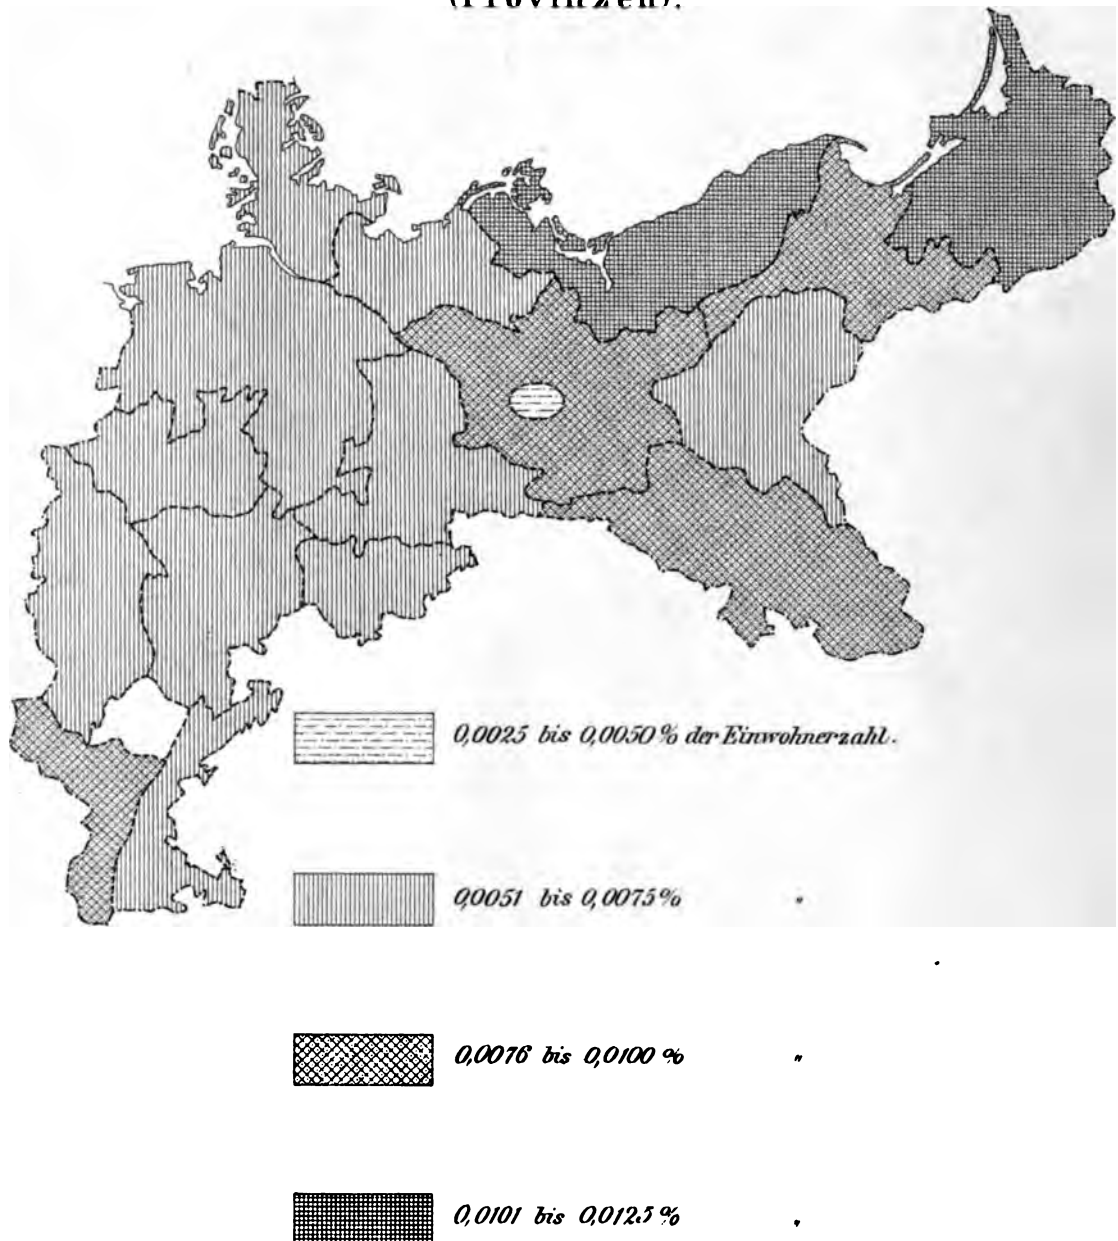 (Provinzen).
0,0025 bis 0,0050 % der Einwohnerzahl.
0,0051 bis 0,0075 % "
0,0076 bis 0,0100 % "
0,0101 bis 0,0125 % "